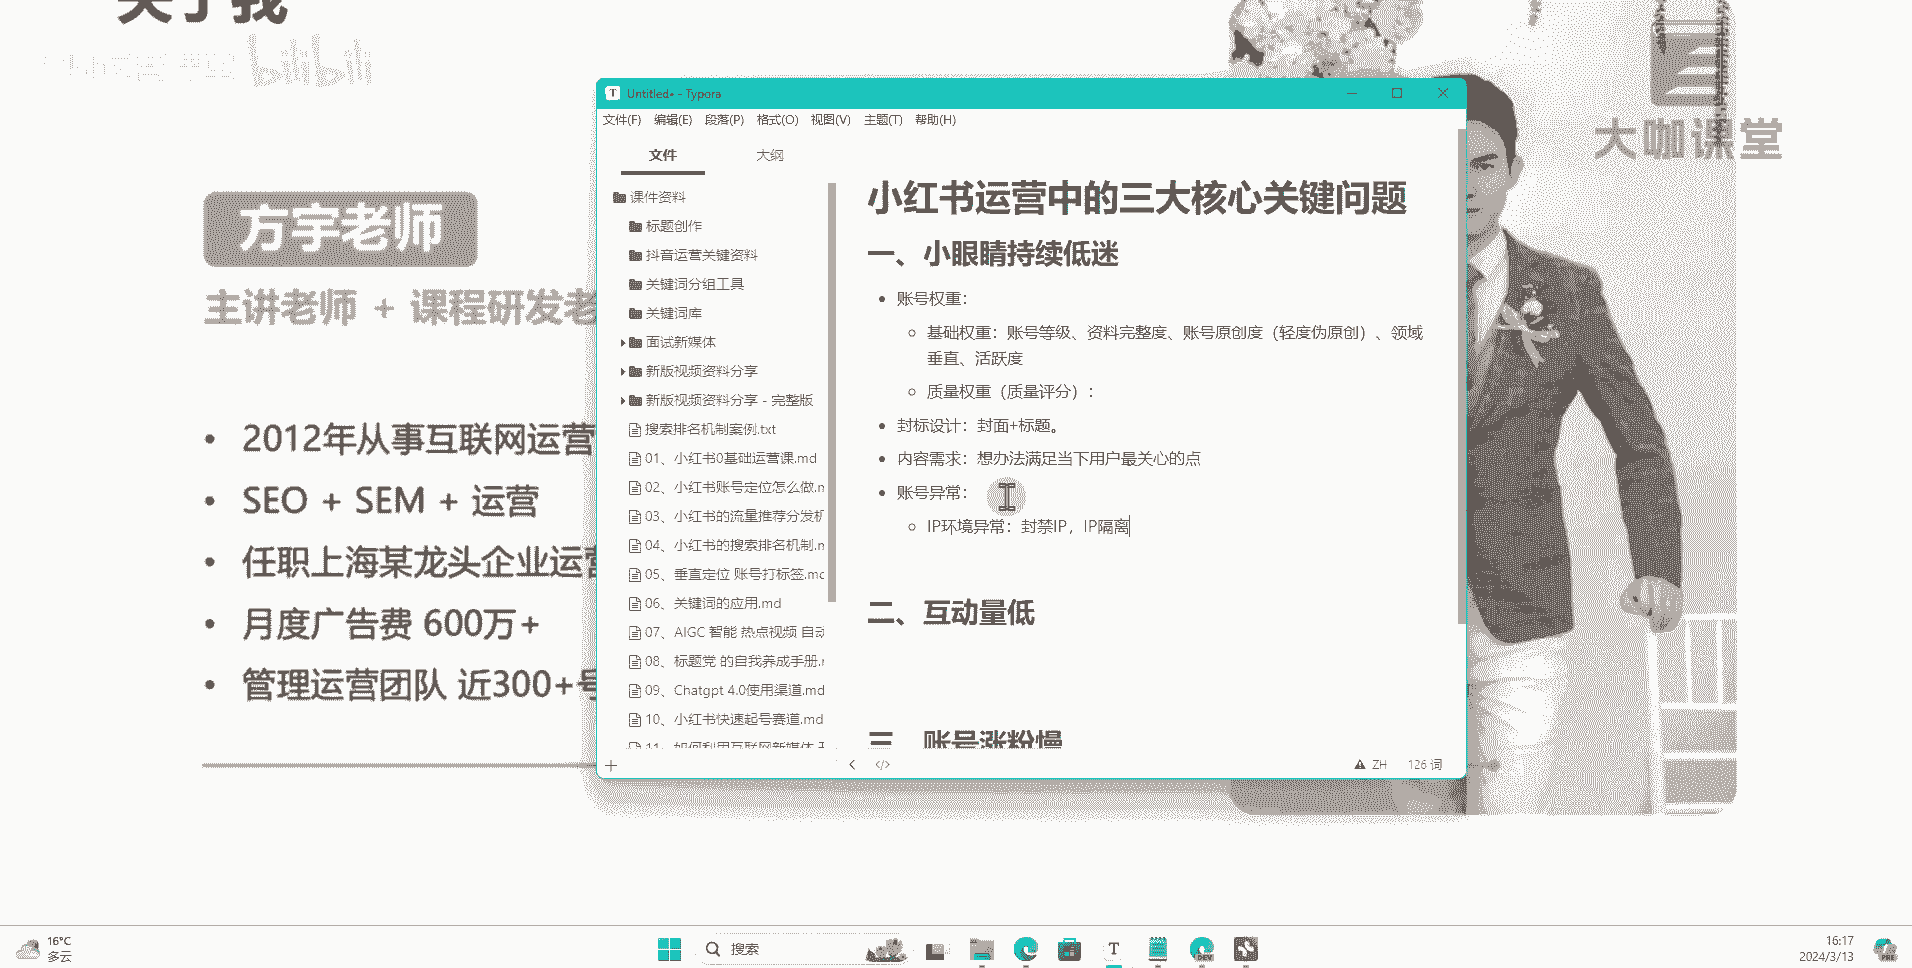 关于我
bilibili
大咖课堂
方宇老师
主讲老师 + 课程研发老
2012年从事互联网运营
SEO + SEM + 运营
任职上海某龙头企业运营
月度广告费 600万+
管理运营团队 近300+号
Untitled• - Typora
文件(F) 编辑(E) 段落(P) 格式(O) 视图(V) 主题(T) 帮助(H)
文件 大纲
课件资料
标题创作
抖音运营关键资料
关键词分组工具
关键词库
面试新媒体
新版视频资料分享
新版视频资料分享 - 完整版
搜索排名机制案例.txt
01、小红书0基础运营课.md
02、小红书账号定位怎么做.m
03、小红书的流量推荐分发机
04、小红书的搜索排名机制.m
05、垂直定位 账号打标签.md
06、关键词的应用.md
07、AIGC 智能 热点视频 自动
08、标题党 的自我养成手册.m
09、Chatgpt 4.0使用渠道.md
10、小红书快速起号赛道.md
11、如何利用互联网新媒体
小红书运营中的三大核心关键问题
一、小眼睛持续低迷
账号权重：
基础权重：账号等级、资料完整度、账号原创度（轻度伪原创）、领域
垂直、活跃度
质量权重（质量评分）：
封标设计：封面+标题。
内容需求：想办法满足当下用户最关心的点
账号异常：
IP环境异常：封禁IP，IP隔离
二、互动量低
三、账号涨粉慢
ZH 126 词
16°C
多云
搜索
16:17
2024/3/13